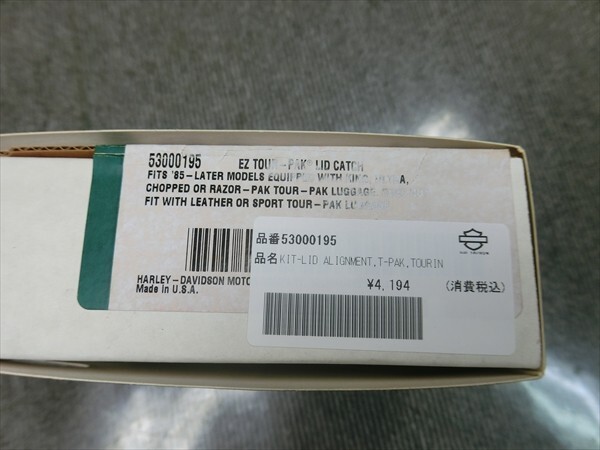 53000195 EZ TOUR-PAK® LID CATCH
FITS '85-LATER MODELS EQUIPPED WITH KING, ULTRA,
CHOPPED OR RAZOR-PAK TOUR-PAK LUGGAGE.
FIT WITH LEATHER OR SPORT TOUR-PAK
HARLEY-DAVIDSON
Made in U.S.A.
品番53000195
品名KIT-LID ALIGNMENT,T-PAK,TOURIN
¥4,194 (消費税込)